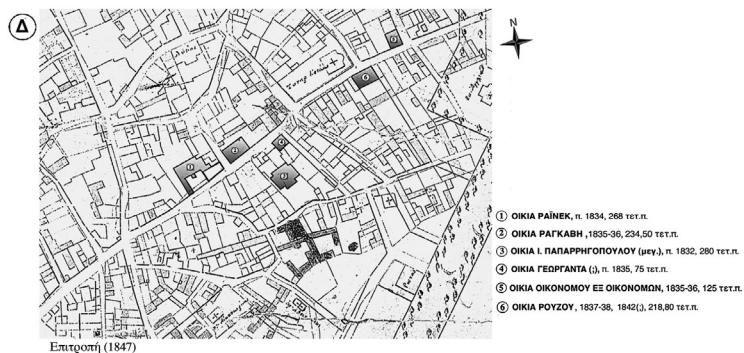 Δ
N
① ΟΙΚΙΑ ΡΑΪΝΕΚ, π. 1834, 268 τετ.π.
② ΟΙΚΙΑ ΡΑΓΚΑΒΗ ,1835-36, 234,50 τετ.π.
③ ΟΙΚΙΑ Ι. ΠΑΠΑΡΡΗΓΟΠΟΥΛΟΥ (μεγ.), π. 1832, 280 τετ.π.
④ ΟΙΚΙΑ ΓΕΩΡΓΑΝΤΑ (;), π. 1835, 75 τετ.π.
⑤ ΟΙΚΙΑ ΟΙΚΟΝΟΜΟΥ ΕΞ ΟΙΚΟΝΟΜΩΝ, 1835-36, 125 τετ.π.
⑥ ΟΙΚΙΑ ΡΟΥΖΟΥ, 1837-38, 1842(;), 218,80 τετ.π.
Επιτροπή (1847)